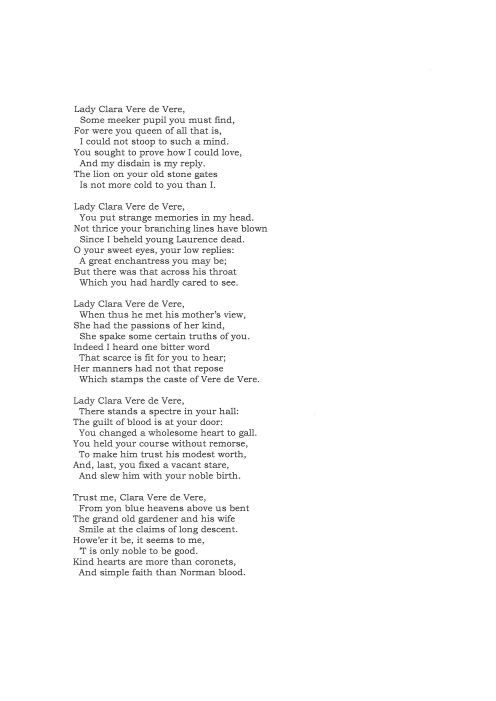 Lady Clara Vere de Vere,
Some meeker pupil you must find,
For were you queen of all that is,
I could not stoop to such a mind.
You sought to prove how I could love,
And my disdain is my reply.
The lion on your old stone gates
Is not more cold to you than I.

Lady Clara Vere de Vere,
You put strange memories in my head.
Not thrice your branching lines have blown
Since I beheld young Laurence dead.
O your sweet eyes, your low replies:
A great enchantress you may be;
But there was that across his throat
Which you had hardly cared to see.

Lady Clara Vere de Vere,
When thus he met his mother's view,
She had the passions of her kind,
She spake some certain truths of you.
Indeed I heard one bitter word
That scarce is fit for you to hear;
Her manners had not that repose
Which stamps the caste of Vere de Vere.

Lady Clara Vere de Vere,
There stands a spectre in your hall:
The guilt of blood is at your door:
You changed a wholesome heart to gall.
You held your course without remorse,
To make him trust his modest worth,
And, last, you fixed a vacant stare,
And slew him with your noble birth.

Trust me, Clara Vere de Vere,
From yon blue heavens above us bent
The grand old gardener and his wife
Smile at the claims of long descent.
Howe'er it be, it seems to me,
'T is only noble to be good.
Kind hearts are more than coronets,
And simple faith than Norman blood.